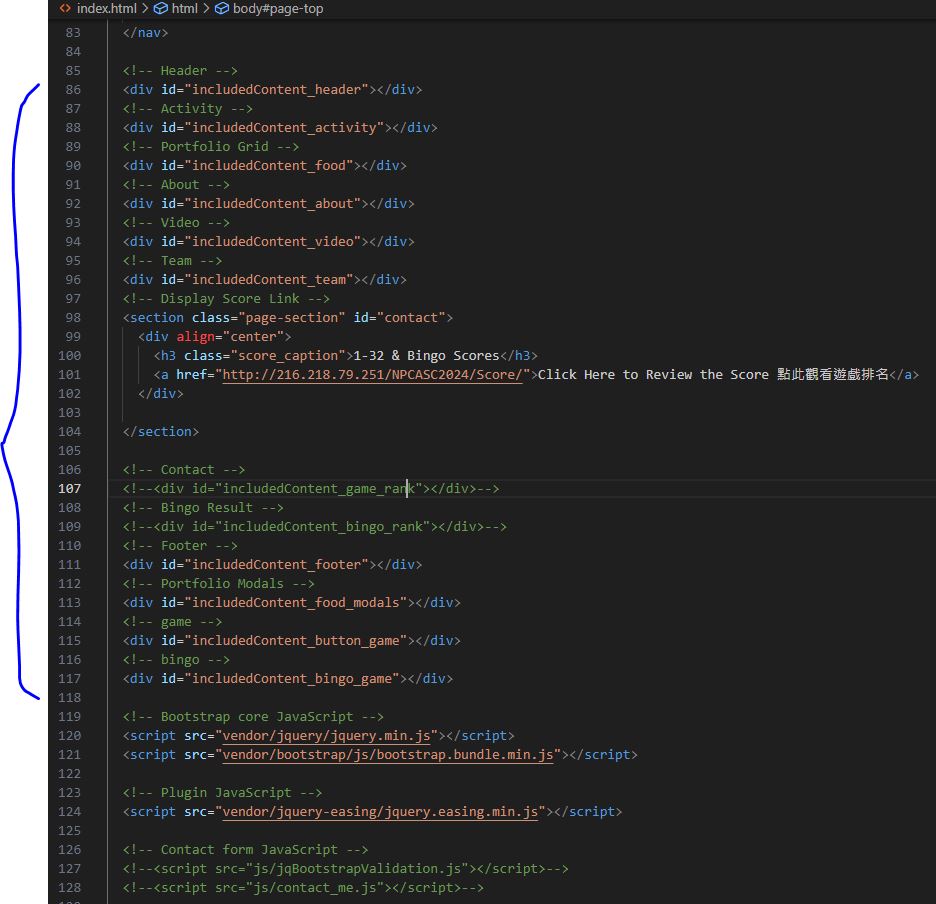 index.html > html > body#page-top
83 </nav>
84
85 <!-- Header -->
86 <div id="includedContent_header"></div>
87 <!-- Activity -->
88 <div id="includedContent_activity"></div>
89 <!-- Portfolio Grid -->
90 <div id="includedContent_food"></div>
91 <!-- About -->
92 <div id="includedContent_about"></div>
93 <!-- Video -->
94 <div id="includedContent_video"></div>
95 <!-- Team -->
96 <div id="includedContent_team"></div>
97 <!-- Display Score Link -->
98 <section class="page-section" id="contact">
99 <div align="center">
100 <h3 class="score_caption">1-32 & Bingo Scores</h3>
101 <a href="http://216.218.79.251/NPCASC2024/Score/">Click Here to Review the Score 點此觀看遊戲排名</a>
102 </div>
103
104 </section>
105
106 <!-- Contact -->
107 <!--<div id="includedContent_game_rank"></div>-->
108 <!-- Bingo Result -->
109 <!--<div id="includedContent_bingo_rank"></div>-->
110 <!-- Footer -->
111 <div id="includedContent_footer"></div>
112 <!-- Portfolio Modals -->
113 <div id="includedContent_food_modals"></div>
114 <!-- game -->
115 <div id="includedContent_button_game"></div>
116 <!-- bingo -->
117 <div id="includedContent_bingo_game"></div>
118
119 <!-- Bootstrap core JavaScript -->
120 <script src="vendor/jquery/jquery.min.js"></script>
121 <script src="vendor/bootstrap/js/bootstrap.bundle.min.js"></script>
122
123 <!-- Plugin JavaScript -->
124 <script src="vendor/jquery-easing/jquery.easing.min.js"></script>
125
126 <!-- Contact form JavaScript -->
127 <!--<script src="js/jqBootstrapValidation.js"></script>-->
128 <!--<script src="js/contact_me.js"></script>-->